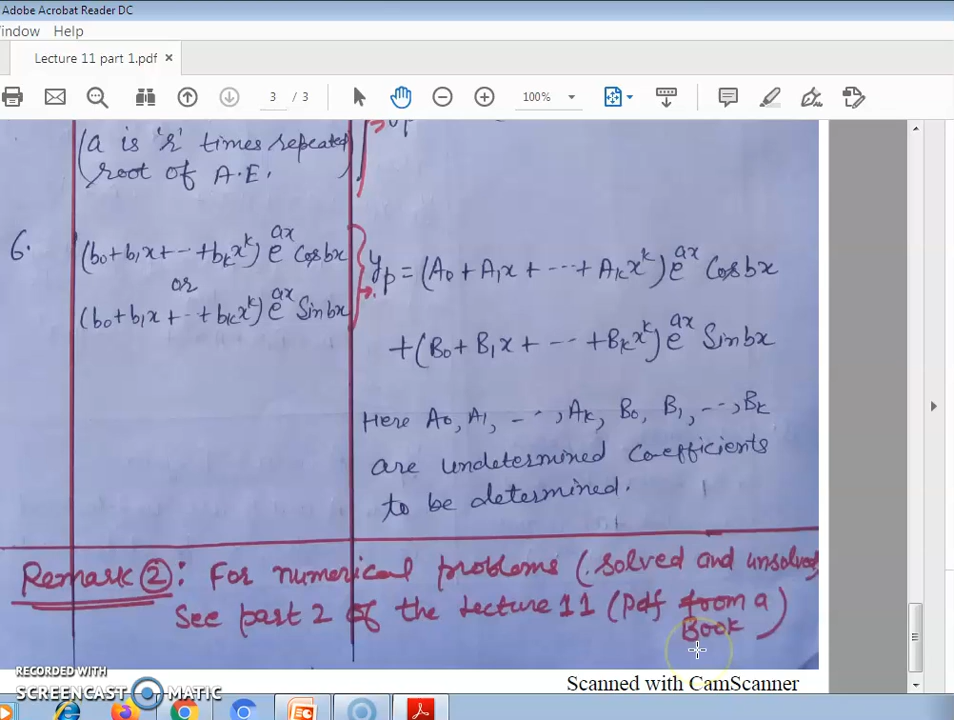 Adobe Acrobat Reader DC
indow Help
Lecture 11 part 1.pdf ×
3 / 3 100%
(a is 'r' times repeated
root of A.E.)
6. (b0+b1x+--+bkx^k) e^ax Cosbx
or
(b0+b1x+--+bkx^k) e^ax Sinbx
yp = (A0+A1x+---+Akx^k) e^ax Cosbx
+(B0+B1x+---+Bkx^k) e^ax Sinbx
Here A0, A1, ---, Ak, B0, B1, ---, Bk
are undetermined Co-efficients
to be determined.
Remark ②: For numerical problems (solved and unsolved
See part 2 of the Lecture 11 (pdf from a
Book)
RECORDED WITH
SCREENCAST MATIC
Scanned with CamScanner